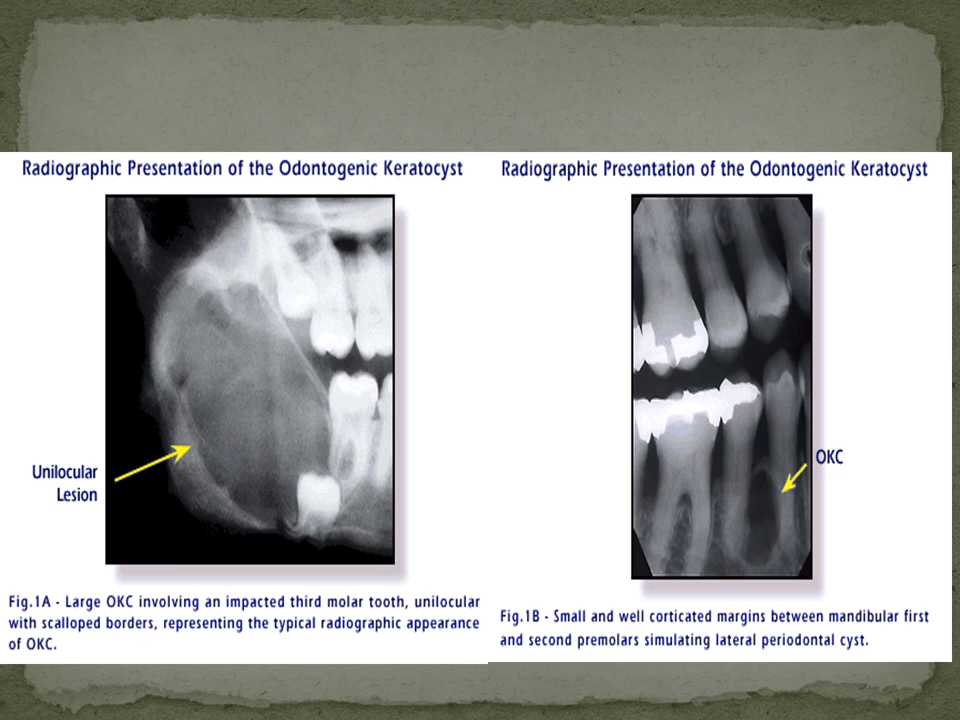 Radiographic Presentation of the Odontogenic Keratocyst
Unilocular
Lesion
Fig.1A - Large OKC involving an impacted third molar tooth, unilocular
with scalloped borders, representing the typical radiographic appearance
of OKC.
Radiographic Presentation of the Odontogenic Keratocyst
OKC
Fig.1B - Small and well corticated margins between mandibular first
and second premolars simulating lateral periodontal cyst.